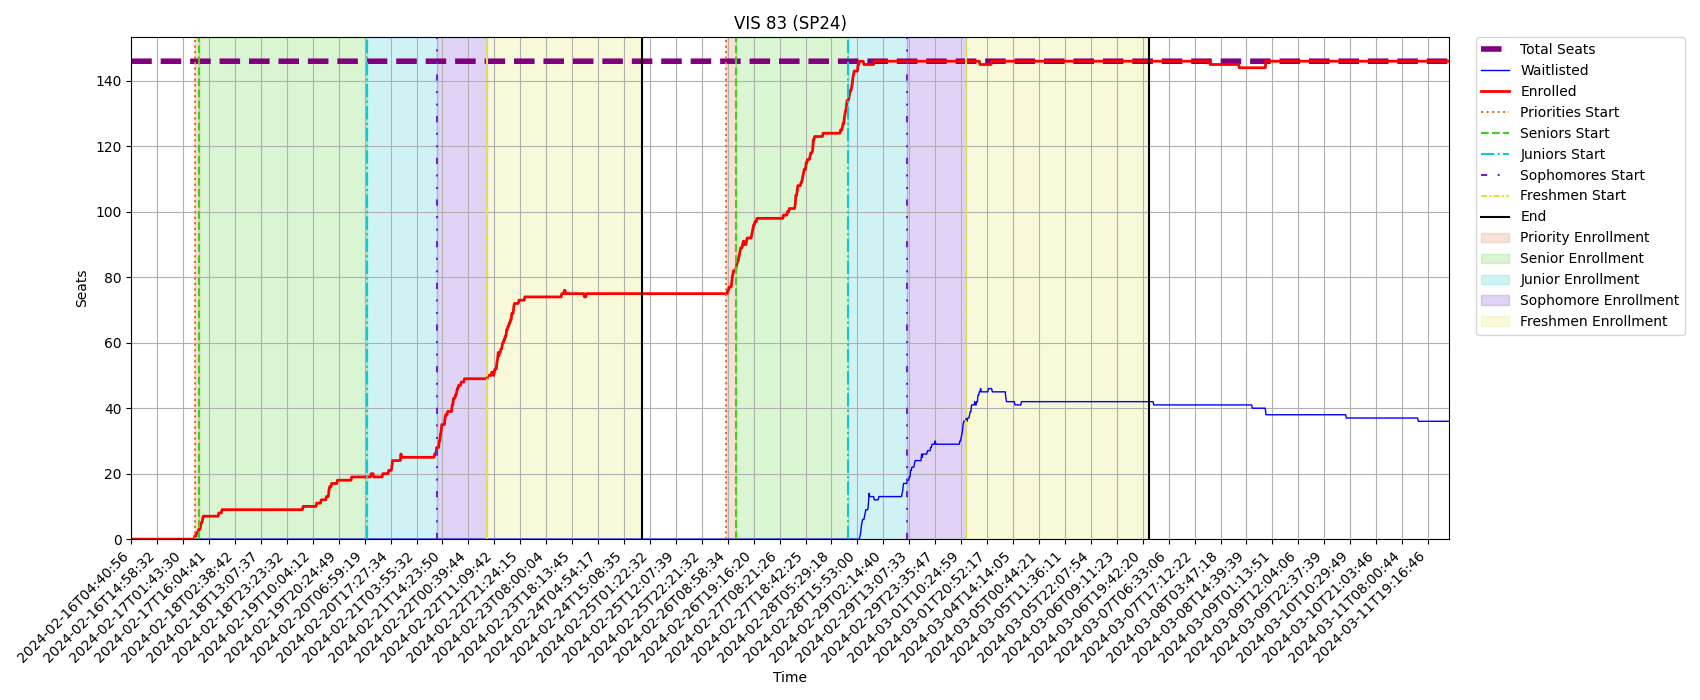 VIS 83 (SP24)
Seats
140
120
100
80
60
40
20
0
2024-02-16T04:40:56
2024-02-16T14:58:32
2024-02-17T01:43:30
2024-02-17T16:04:41
2024-02-18T02:38:42
2024-02-18T13:07:37
2024-02-18T23:23:32
2024-02-19T10:04:12
2024-02-19T20:24:49
2024-02-20T06:59:19
2024-02-20T17:27:34
2024-02-21T03:55:32
2024-02-21T14:23:50
2024-02-22T00:39:44
2024-02-22T11:09:42
2024-02-22T21:24:15
2024-02-23T08:00:04
2024-02-23T18:13:45
2024-02-24T04:54:17
2024-02-24T15:08:35
2024-02-25T01:22:32
2024-02-25T12:07:39
2024-02-25T22:21:32
2024-02-26T08:58:34
2024-02-26T19:16:20
2024-02-27T08:21:26
2024-02-27T18:42:25
2024-02-28T05:29:18
2024-02-28T15:53:00
2024-02-29T02:14:40
2024-02-29T13:07:33
2024-02-29T23:35:47
2024-03-01T10:24:59
2024-03-01T20:52:17
2024-03-04T14:14:05
2024-03-05T00:44:21
2024-03-05T11:36:11
2024-03-05T22:07:54
2024-03-06T09:11:23
2024-03-06T19:42:20
2024-03-07T06:33:06
2024-03-07T17:12:22
2024-03-08T03:47:18
2024-03-08T14:39:39
2024-03-09T01:13:51
2024-03-09T12:04:06
2024-03-09T22:37:39
2024-03-10T10:29:49
2024-03-10T21:03:46
2024-03-11T08:00:44
2024-03-11T19:16:46
Time
Total Seats
Waitlisted
Enrolled
Priorities Start
Seniors Start
Juniors Start
Sophomores Start
Freshmen Start
End
Priority Enrollment
Senior Enrollment
Junior Enrollment
Sophomore Enrollment
Freshmen Enrollment